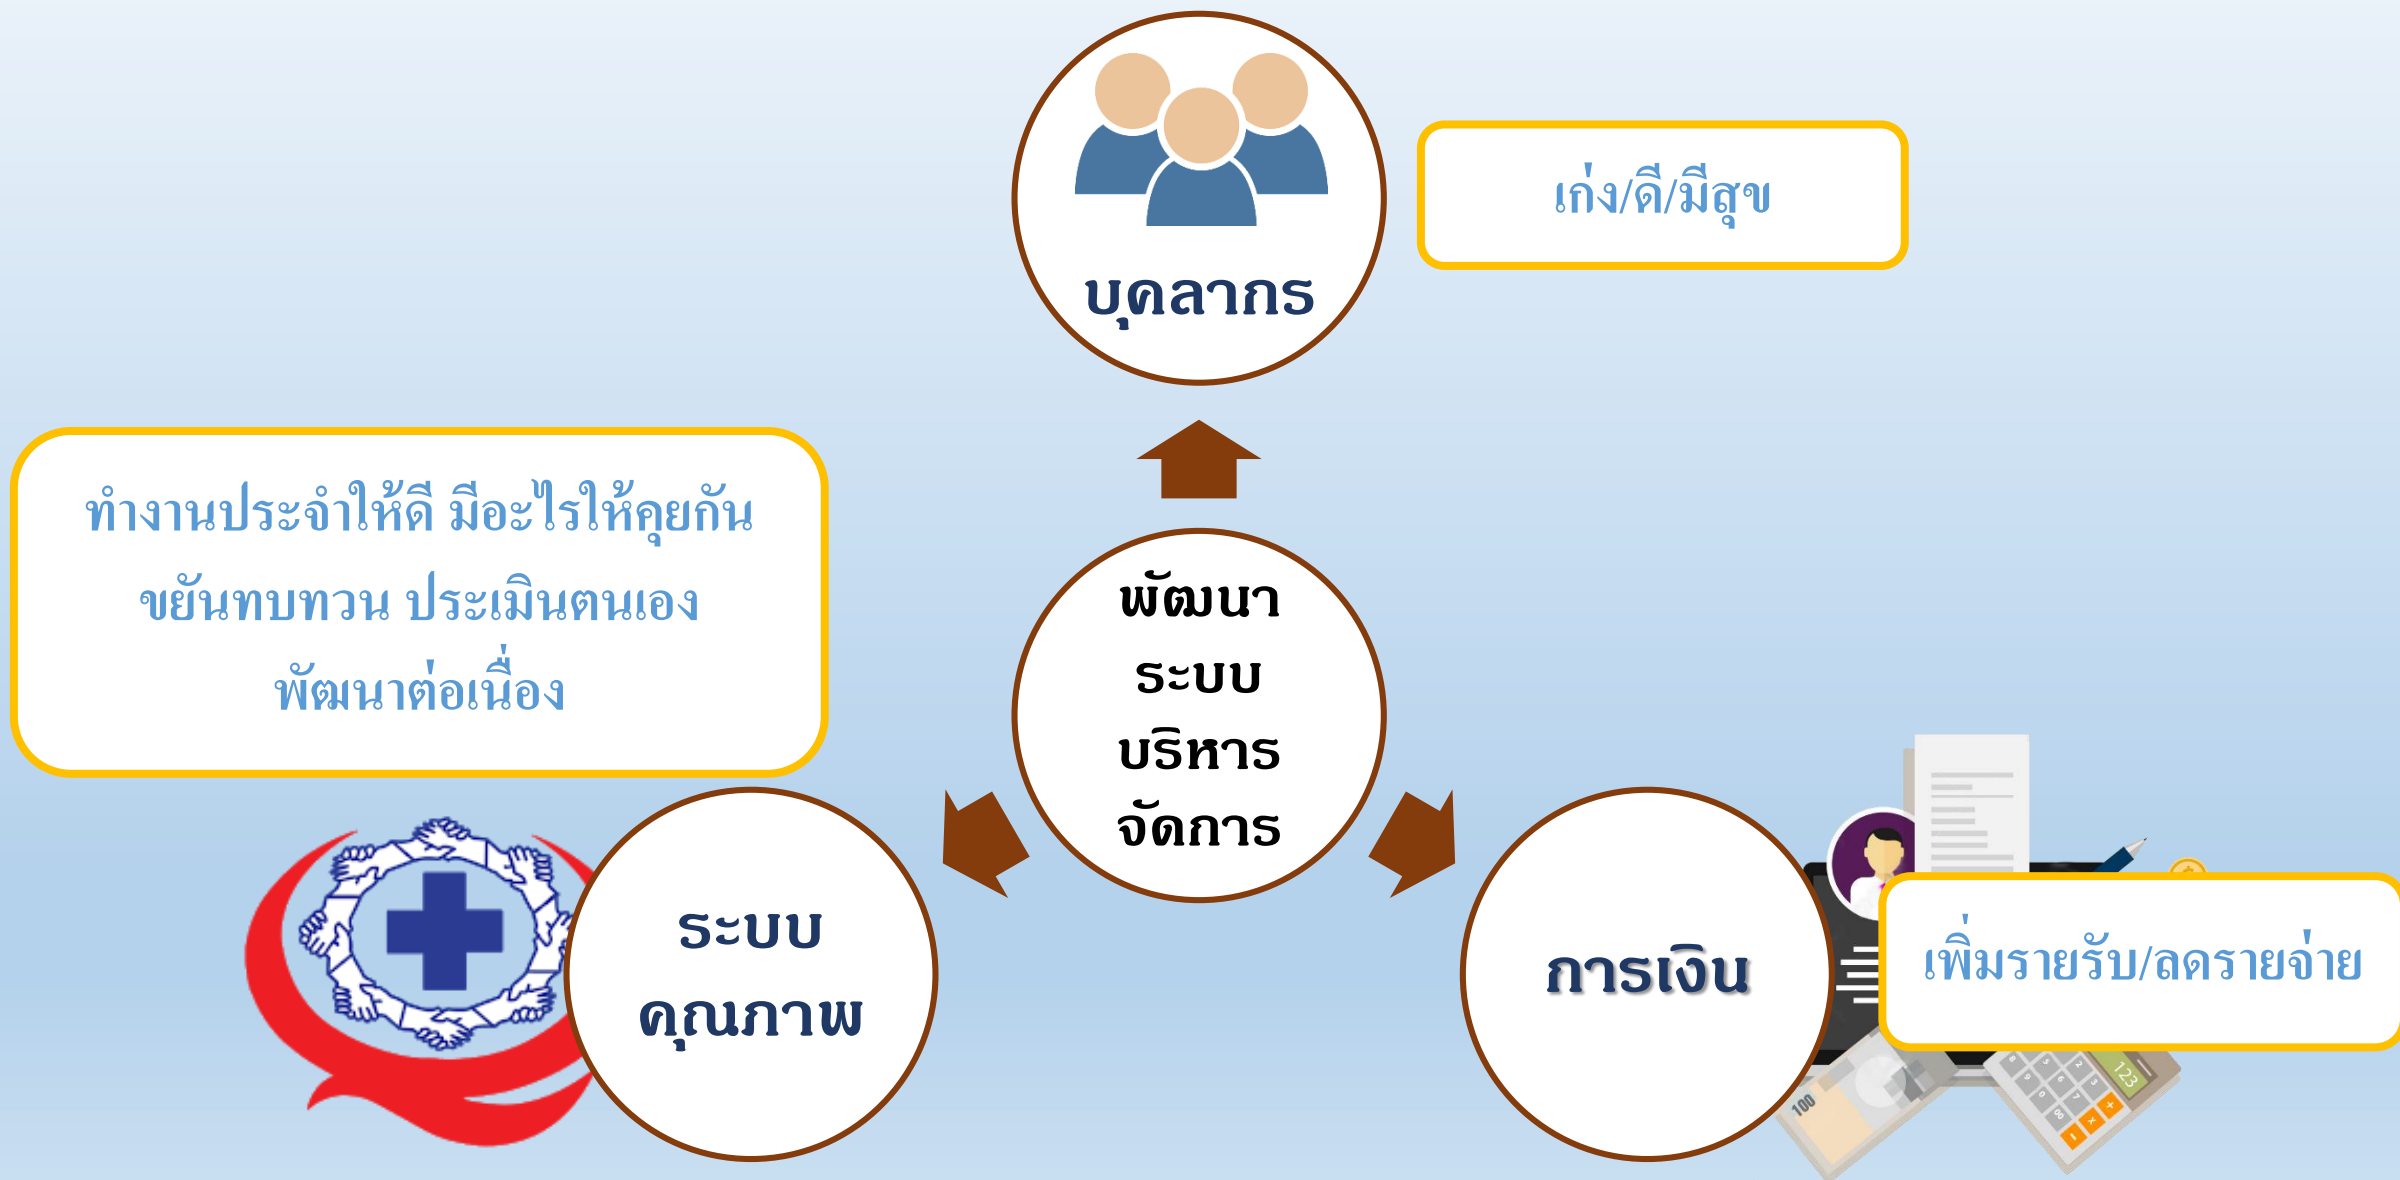 บุคลากร
เก่ง/ดี/มีสุข
ทำงานประจำให้ดี มีอะไรให้คุยกัน
ขยันทบทวน ประเมินตนเอง
พัฒนาต่อเนื่อง
พัฒนา
ระบบ
บริหาร
จัดการ
ระบบ
คุณภาพ
การเงิน
เพิ่มรายรับ/ลดรายจ่าย
100
123